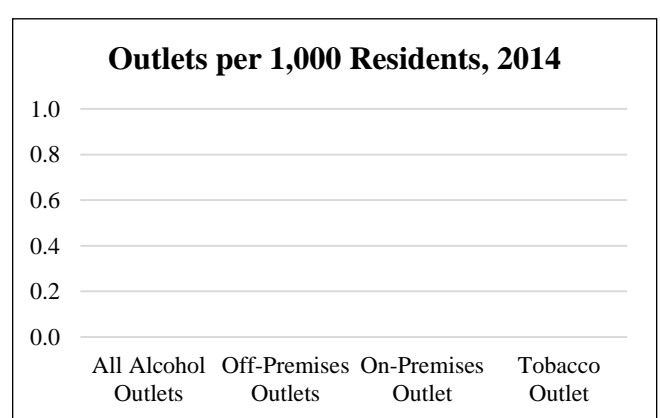 Outlets per 1,000 Residents, 2014
1.0
0.8
0.6
0.4
0.2
0.0
All Alcohol Off-Premises On-Premises Tobacco
Outlets Outlets Outlet Outlet